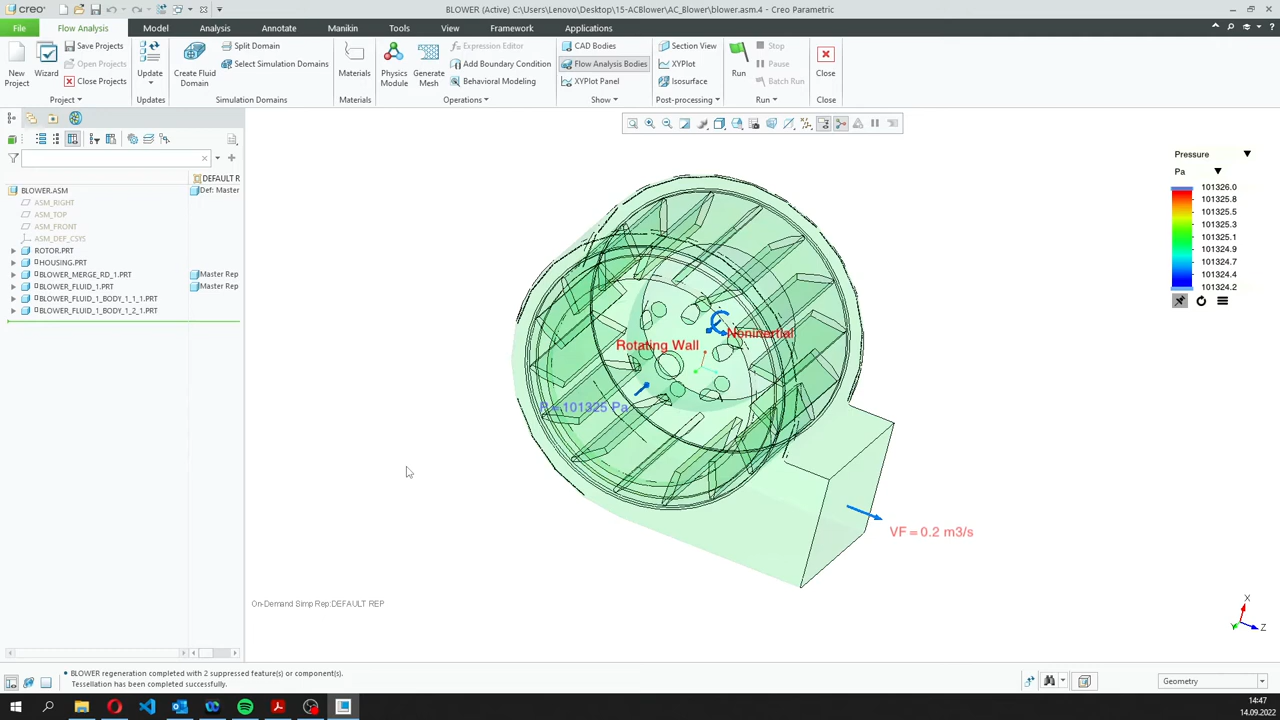 creo BLOWER (Active) C:\Users\Lenovo\Desktop\15-ACBlower\AC_Blower\blower.asm.4 - Creo Parametric
File Flow Analysis Model Analysis Annotate Manikin Tools View Framework Applications
New Project
Wizard
Save Projects
Open Projects
Close Projects
Update
Create Fluid Domain
Split Domain
Select Simulation Domains
Materials
Physics Module
Generate Mesh
Expression Editor
Add Boundary Condition
Behavioral Modeling
CAD Bodies
Flow Analysis Bodies
XYPlot Panel
Section View
XYPlot
Isosurface
Run
Stop
Pause
Batch Run
Close
Project Updates Simulation Domains Materials Operations Show Post-processing Run Close
DEFAULT R
BLOWER.ASM Def: Master
ASM_RIGHT
ASM_TOP
ASM_FRONT
ASM_DEF_CSYS
ROTOR.PRT
HOUSING.PRT
BLOWER_MERGE_RD_1.PRT Master Rep
BLOWER_FLUID_1.PRT Master Rep
BLOWER_FLUID_1_BODY_1_1_1.PRT
BLOWER_FLUID_1_BODY_1_2_1.PRT
Pressure
Pa
101326.0
101325.8
101325.5
101325.3
101325.1
101324.9
101324.7
101324.4
101324.2
Noninertial
Rotating Wall
P = 101325 Pa
VF = 0.2 m3/s
On-Demand Simp Rep:DEFAULT REP
X
Y
Z
BLOWER regeneration completed with 2 suppressed feature(s) or component(s).
Tessellation has been completed successfully.
Geometry
14:47
14.09.2022